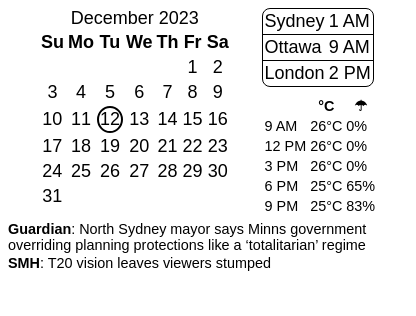 December 2023
Su Mo Tu We Th Fr Sa
1 2
3 4 5 6 7 8 9
10 11 12 13 14 15 16
17 18 19 20 21 22 23
24 25 26 27 28 29 30
31
Sydney 1 AM
Ottawa 9 AM
London 2 PM
°C ☂
9 AM 26°C 0%
12 PM 26°C 0%
3 PM 26°C 0%
6 PM 25°C 65%
9 PM 25°C 83%
Guardian: North Sydney mayor says Minns government
overriding planning protections like a ‘totalitarian’ regime
SMH: T20 vision leaves viewers stumped